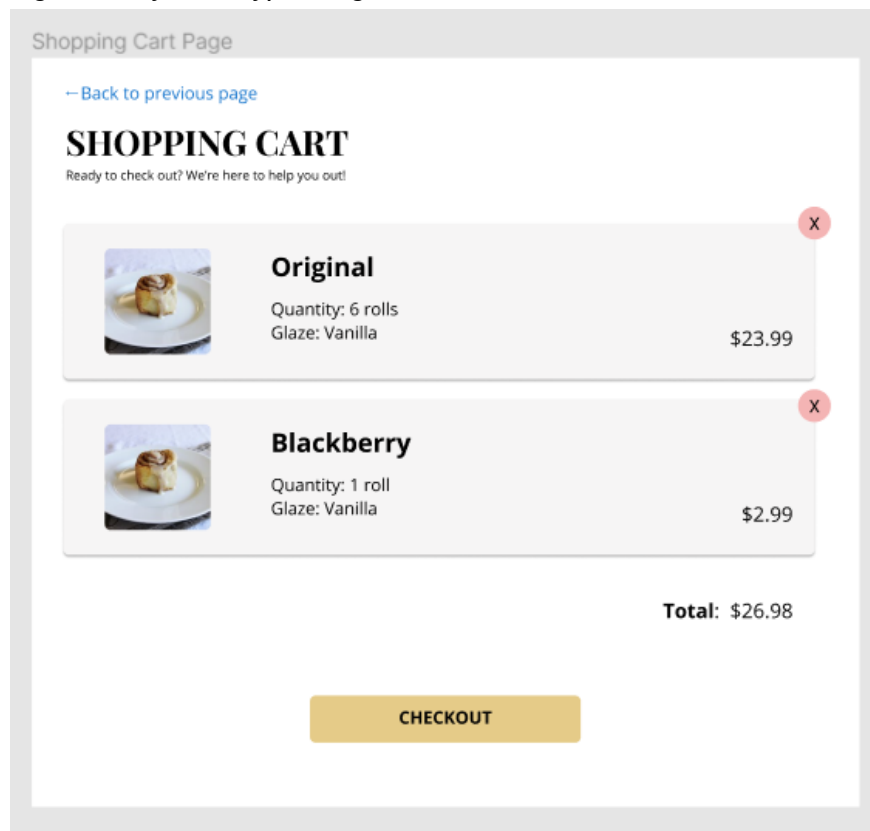 Shopping Cart Page
←Back to previous page
SHOPPING CART
Ready to check out? We're here to help you out!
X
Original
Quantity: 6 rolls
Glaze: Vanilla
$23.99
X
Blackberry
Quantity: 1 roll
Glaze: Vanilla
$2.99
Total: $26.98
CHECKOUT